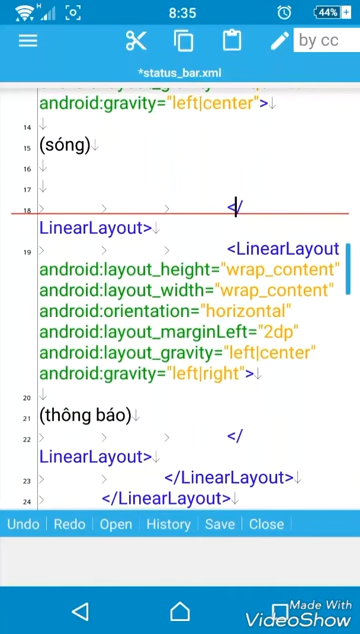 H
8:35
44%
by cc
*status_bar.xml
android:gravity="left|center">
14
15 (sóng)
16
17
18 </
LinearLayout>
19 <LinearLayout
android:layout_height="wrap_content"
android:layout_width="wrap_content"
android:orientation="horizontal"
android:layout_marginLeft="2dp"
android:layout_gravity="left|center"
android:gravity="left|right">
20
21 (thông báo)
22 </
LinearLayout>
23 </LinearLayout>
24 </LinearLayout>
Undo Redo Open History Save Close
Made With
VideoShow